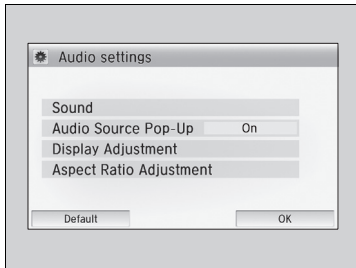 Audio settings
Sound
Audio Source Pop-Up On
Display Adjustment
Aspect Ratio Adjustment
Default OK